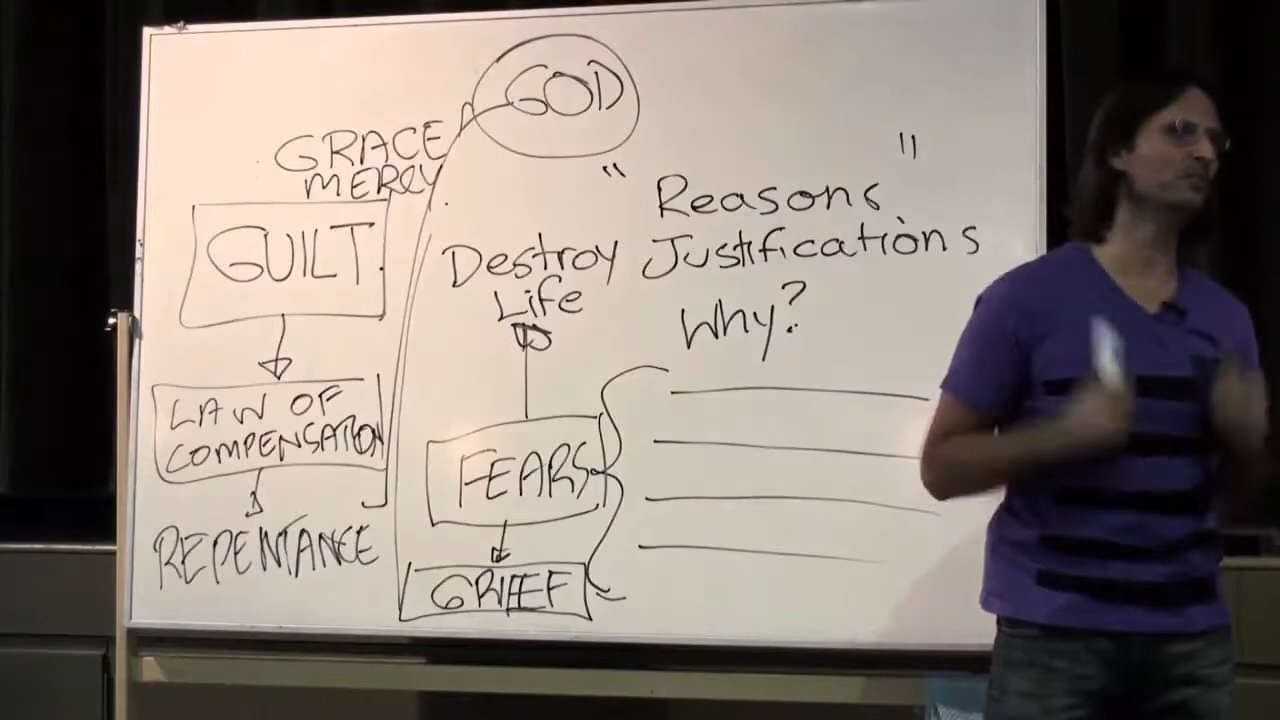 GOD
GRACE
MERCY
GUILT
LAW OF
COMPENSATION
REPENTANCE
Destroy
Life
FEARS
GRIEF
" Reasons "
Justifications
Why?